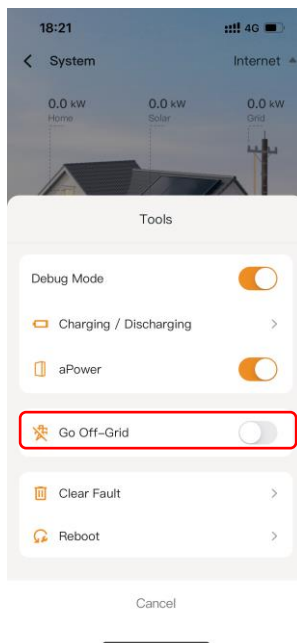 18:21
4G
System
Internet
0.0 kW
0.0 kW
0.0 kW
Home
Solar
Grid
Tools
Debug Mode
Charging / Discharging
aPower
Go Off-Grid
Clear Fault
Reboot
Cancel